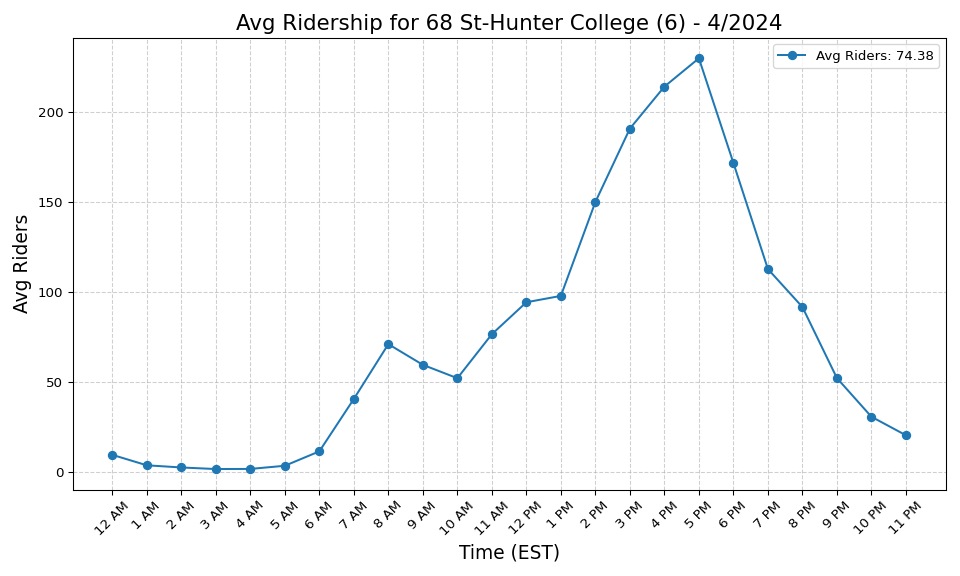 Avg Ridership for 68 St-Hunter College (6) - 4/2024
Avg Riders: 74.38
Avg Riders
200
150
100
50
0
12 AM
1 AM
2 AM
3 AM
4 AM
5 AM
6 AM
7 AM
8 AM
9 AM
10 AM
11 AM
12 PM
1 PM
2 PM
3 PM
4 PM
5 PM
6 PM
7 PM
8 PM
9 PM
10 PM
11 PM
Time (EST)